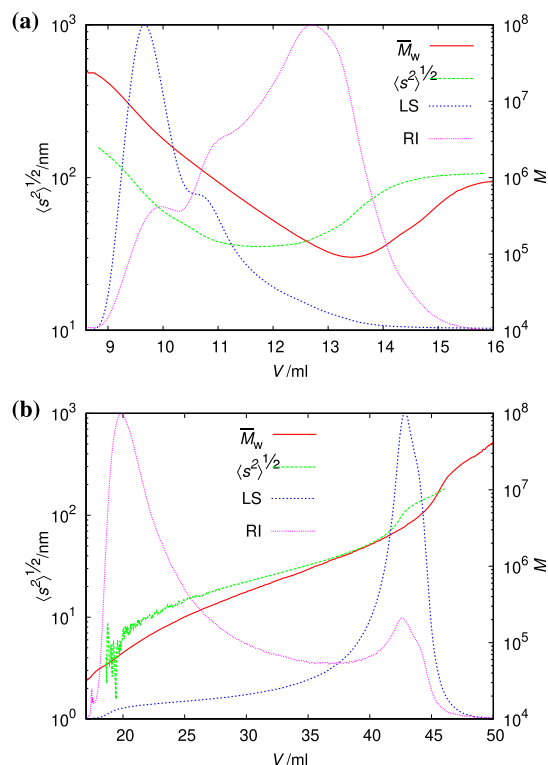 (a)
10³
10²
10¹
⟨s²⟩^1/2/nm
M̅w
⟨s²⟩^1/2
LS
RI
10⁸
10⁷
10⁶
10⁵
10⁴
M
9 10 11 12 13 14 15 16
V/ml
(b)
10³
10²
10¹
10⁰
⟨s²⟩^1/2/nm
M̅w
⟨s²⟩^1/2
LS
RI
10⁸
10⁷
10⁶
10⁵
10⁴
M
20 25 30 35 40 45 50
V/ml